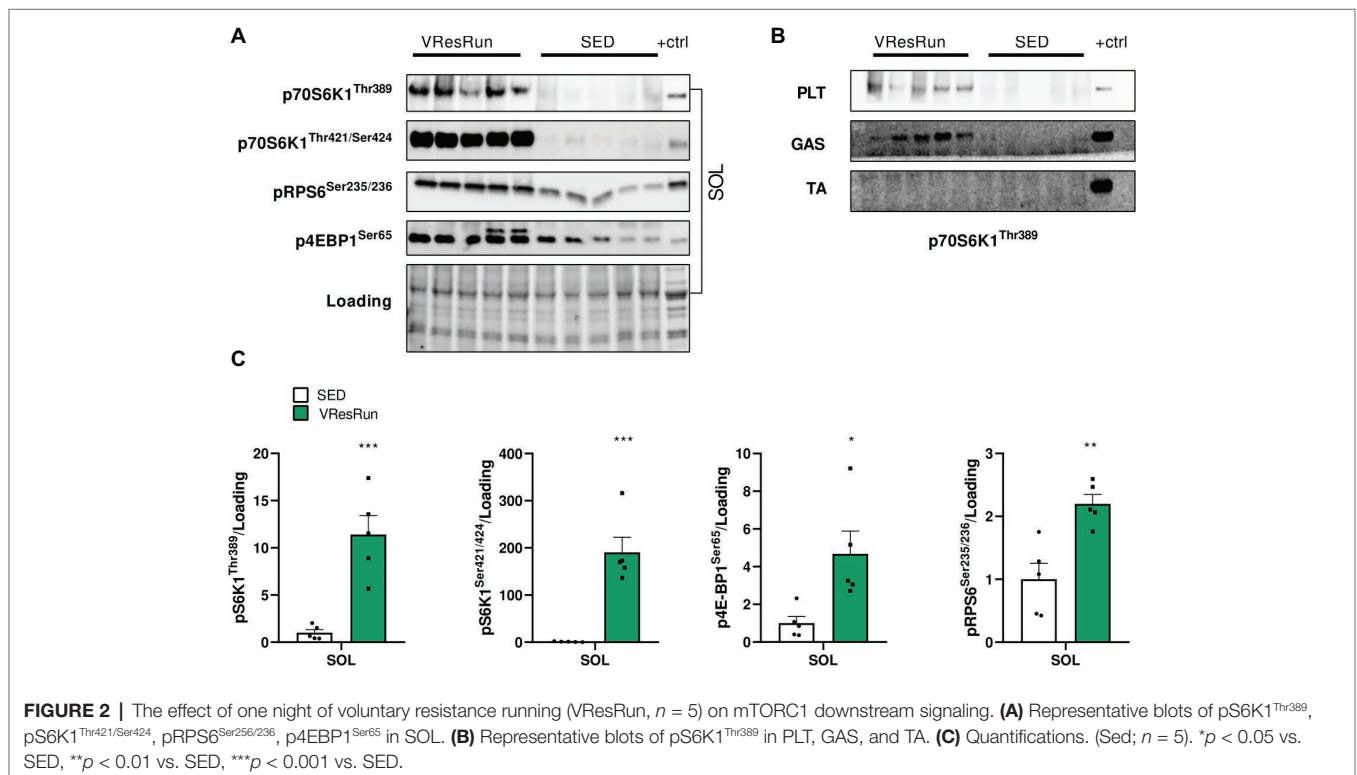 A
VResRun SED +ctrl
p70S6K1Thr389
p70S6K1Thr421/Ser424
pRPS6Ser235/236
p4EBP1Ser65
Loading
SOL
B
VResRun SED +ctrl
PLT
GAS
TA
p70S6K1Thr389
C
SED
VResRun
pS6K1Thr389/Loading
20
15
10
5
0
***
SOL
pS6K1Ser421/424/Loading
400
300
200
100
0
***
SOL
p4E-BP1Ser65/Loading
10
8
6
4
2
0
*
SOL
pRPS6Ser235/236/Loading
3
2
1
0
**
SOL
FIGURE 2 | The effect of one night of voluntary resistance running (VResRun, n = 5) on mTORC1 downstream signaling. (A) Representative blots of pS6K1Thr389,
pS6K1Thr421/Ser424, pRPS6Ser256/236, p4EBP1Ser65 in SOL. (B) Representative blots of pS6K1Thr389 in PLT, GAS, and TA. (C) Quantifications. (Sed; n = 5). *p < 0.05 vs.
SED, **p < 0.01 vs. SED, ***p < 0.001 vs. SED.